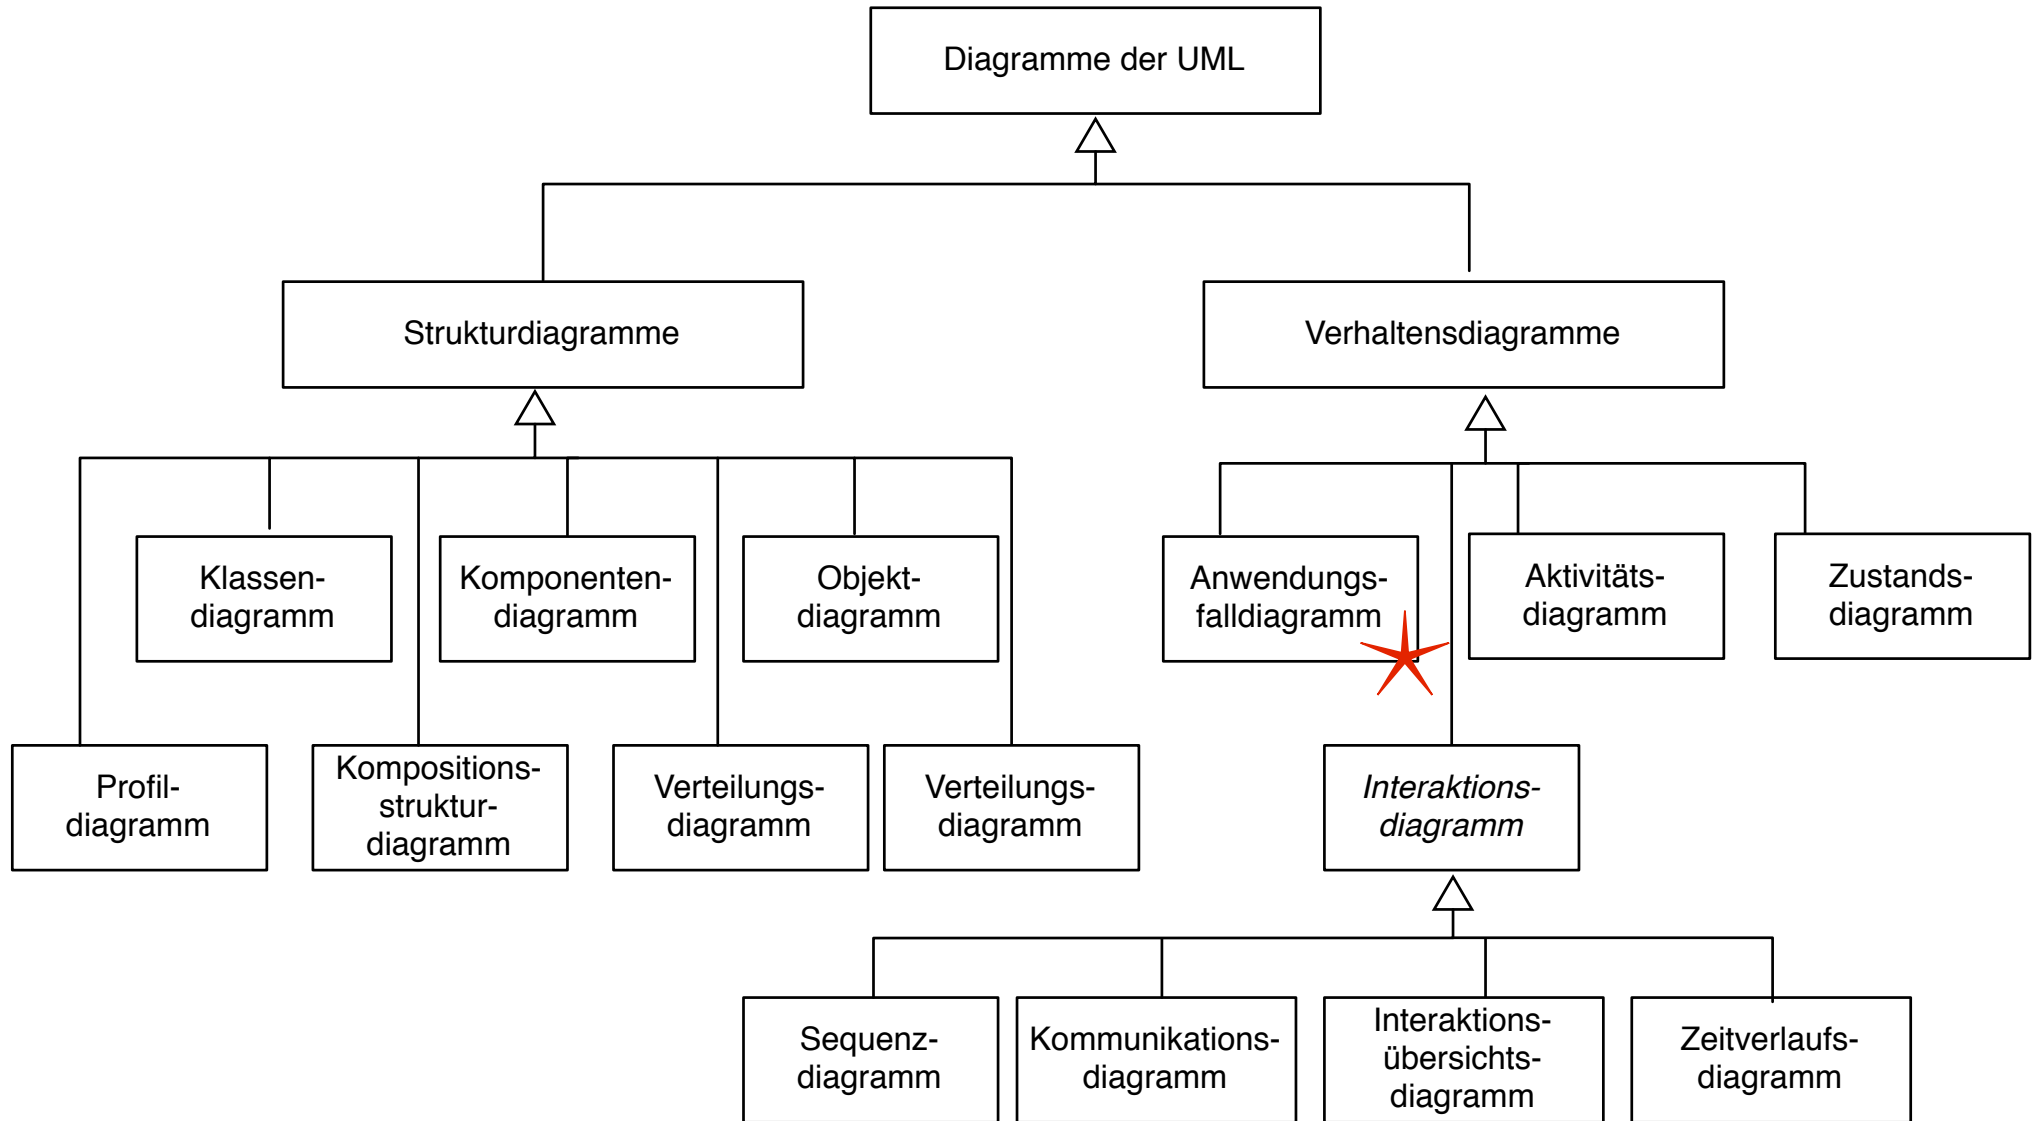 Diagramme der UML
Strukturdiagramme
Verhaltensdiagramme
Klassen-
diagramm
Komponenten-
diagramm
Objekt-
diagramm
Anwendungs-
falldiagramm
Aktivitäts-
diagramm
Zustands-
diagramm
Profil-
diagramm
Kompositions-
struktur-
diagramm
Verteilungs-
diagramm
Verteilungs-
diagramm
Interaktions-
diagramm
Sequenz-
diagramm
Kommunikations-
diagramm
Interaktions-
übersichts-
diagramm
Zeitverlaufs-
diagramm